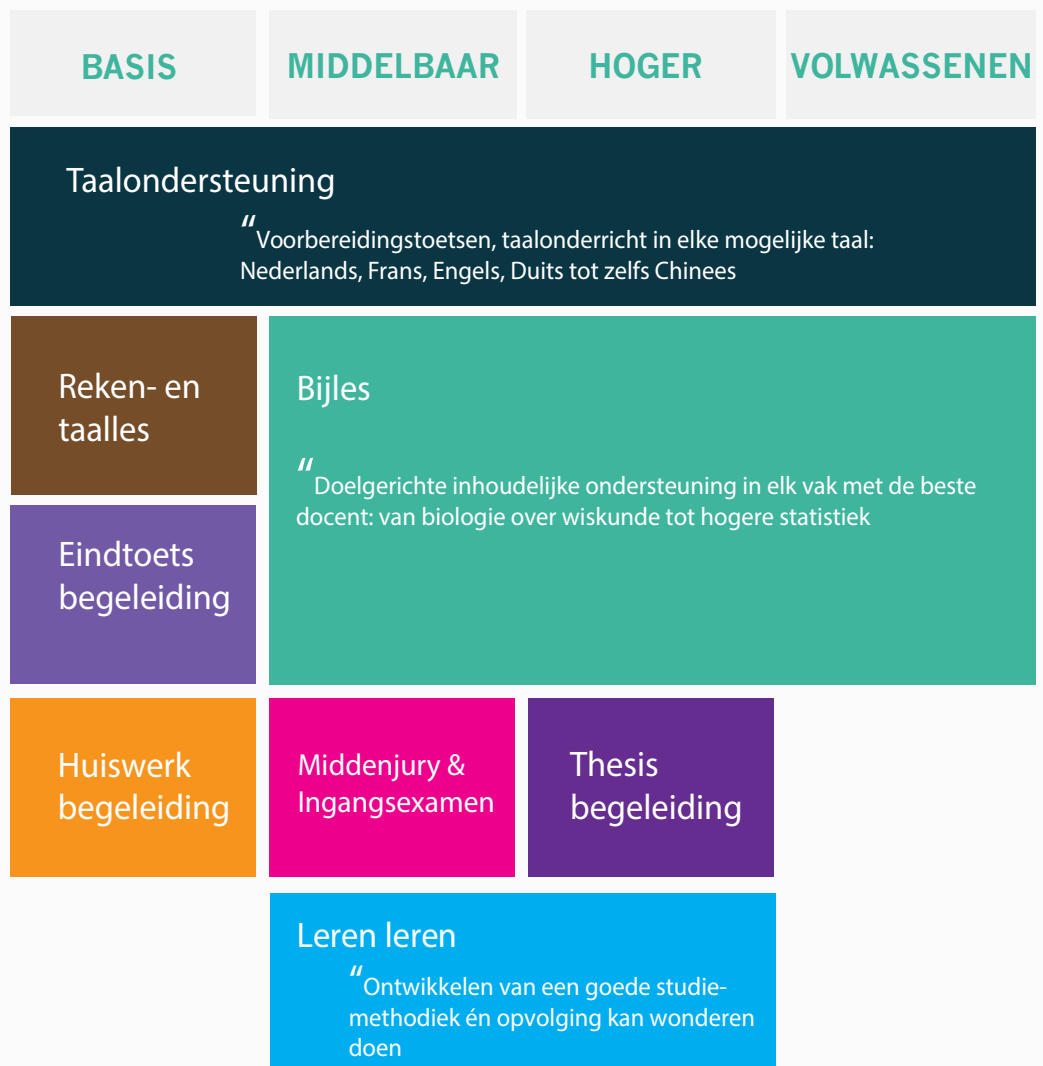 BASIS
MIDDELBAAR
HOGER
VOLWASSENEN
Taalondersteuning
“Voorbereidingstoetsen, taalonderricht in elke mogelijke taal:
Nederlands, Frans, Engels, Duits tot zelfs Chinees
Reken- en
taalles
Bijles
“Doelgerichte inhoudelijke ondersteuning in elk vak met de beste
docent: van biologie over wiskunde tot hogere statistiek
Eindtoets
begeleiding
Huiswerk
begeleiding
Middenjury &
Ingangsexamen
Thesis
begeleiding
Leren leren
“Ontwikkelen van een goede studie-
methodiek én opvolging kan wonderen
doen